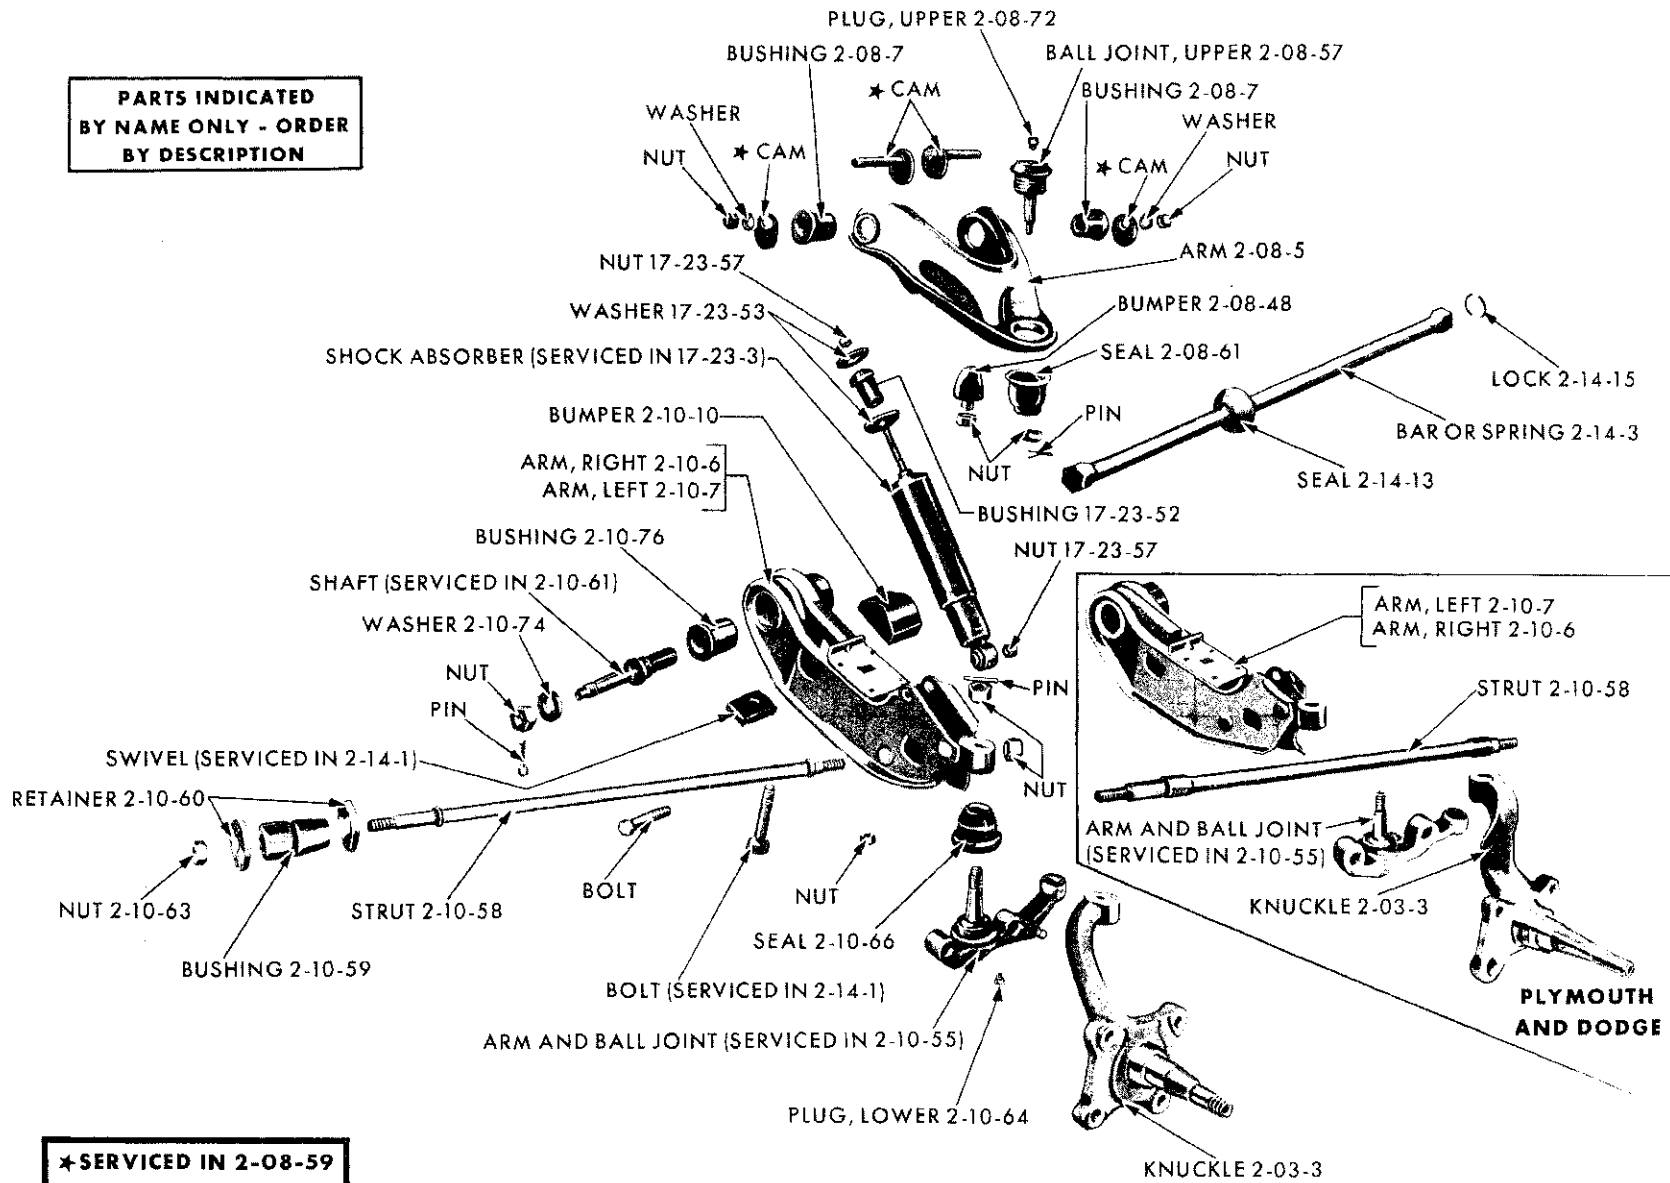 PLUG, UPPER 2-08-72
BUSHING 2-08-7
BALL JOINT, UPPER 2-08-57
PARTS INDICATED
BY NAME ONLY - ORDER
BY DESCRIPTION
★ CAM
BUSHING 2-08-7
WASHER
WASHER
NUT
★ CAM
★ CAM
NUT
ARM 2-08-5
NUT 17-23-57
WASHER 17-23-53
BUMPER 2-08-48
SHOCK ABSORBER (SERVICED IN 17-23-3)
SEAL 2-08-61
LOCK 2-14-15
BUMPER 2-10-10
PIN
BAR OR SPRING 2-14-3
ARM, RIGHT 2-10-6
ARM, LEFT 2-10-7
NUT
SEAL 2-14-13
BUSHING 17-23-52
BUSHING 2-10-76
NUT 17-23-57
SHAFT (SERVICED IN 2-10-61)
WASHER 2-10-74
ARM, LEFT 2-10-7
ARM, RIGHT 2-10-6
NUT
PIN
STRUT 2-10-58
PIN
SWIVEL (SERVICED IN 2-14-1)
RETAINER 2-10-60
NUT
ARM AND BALL JOINT
(SERVICED IN 2-10-55)
NUT 2-10-63
STRUT 2-10-58
BOLT
NUT
KNUCKLE 2-03-3
SEAL 2-10-66
BUSHING 2-10-59
BOLT (SERVICED IN 2-14-1)
PLYMOUTH
AND DODGE
ARM AND BALL JOINT (SERVICED IN 2-10-55)
PLUG, LOWER 2-10-64
★SERVICED IN 2-08-59
KNUCKLE 2-03-3